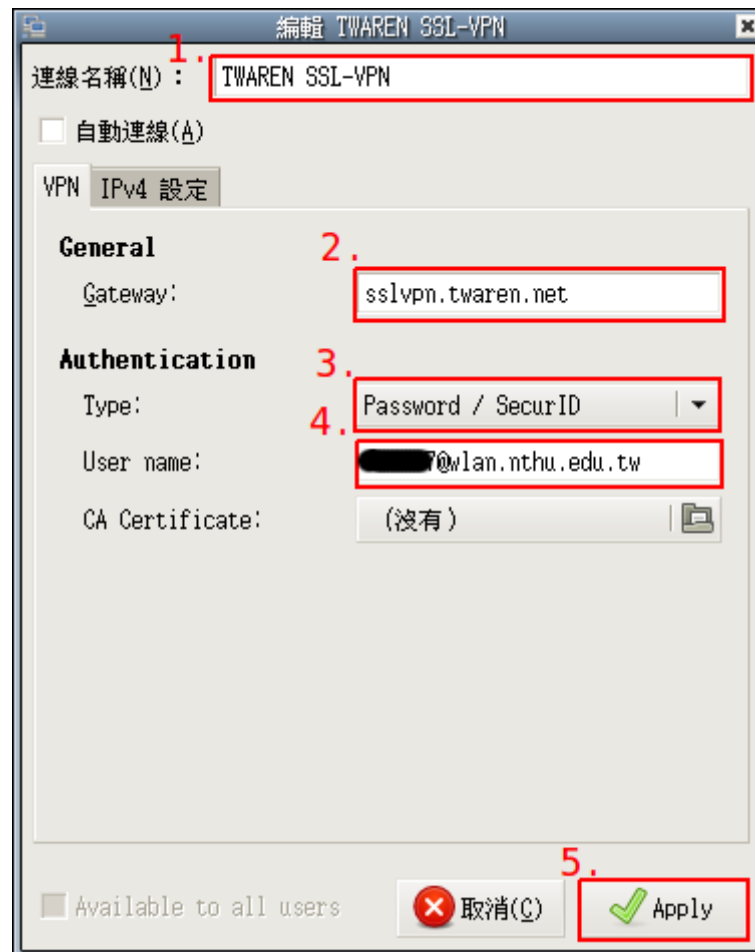 編輯 TWAREN SSL-VPN
1.
連線名稱(N) : TWAREN SSL-VPN
自動連線(A)
VPN IPv4 設定
General
2.
Gateway: sslvpn.twaren.net
Authentication
3.
Type: Password / SecurID
4.
User name: 7@wlan.nthu.edu.tw
CA Certificate: (沒有)
5.
Available to all users 取消(C) Apply